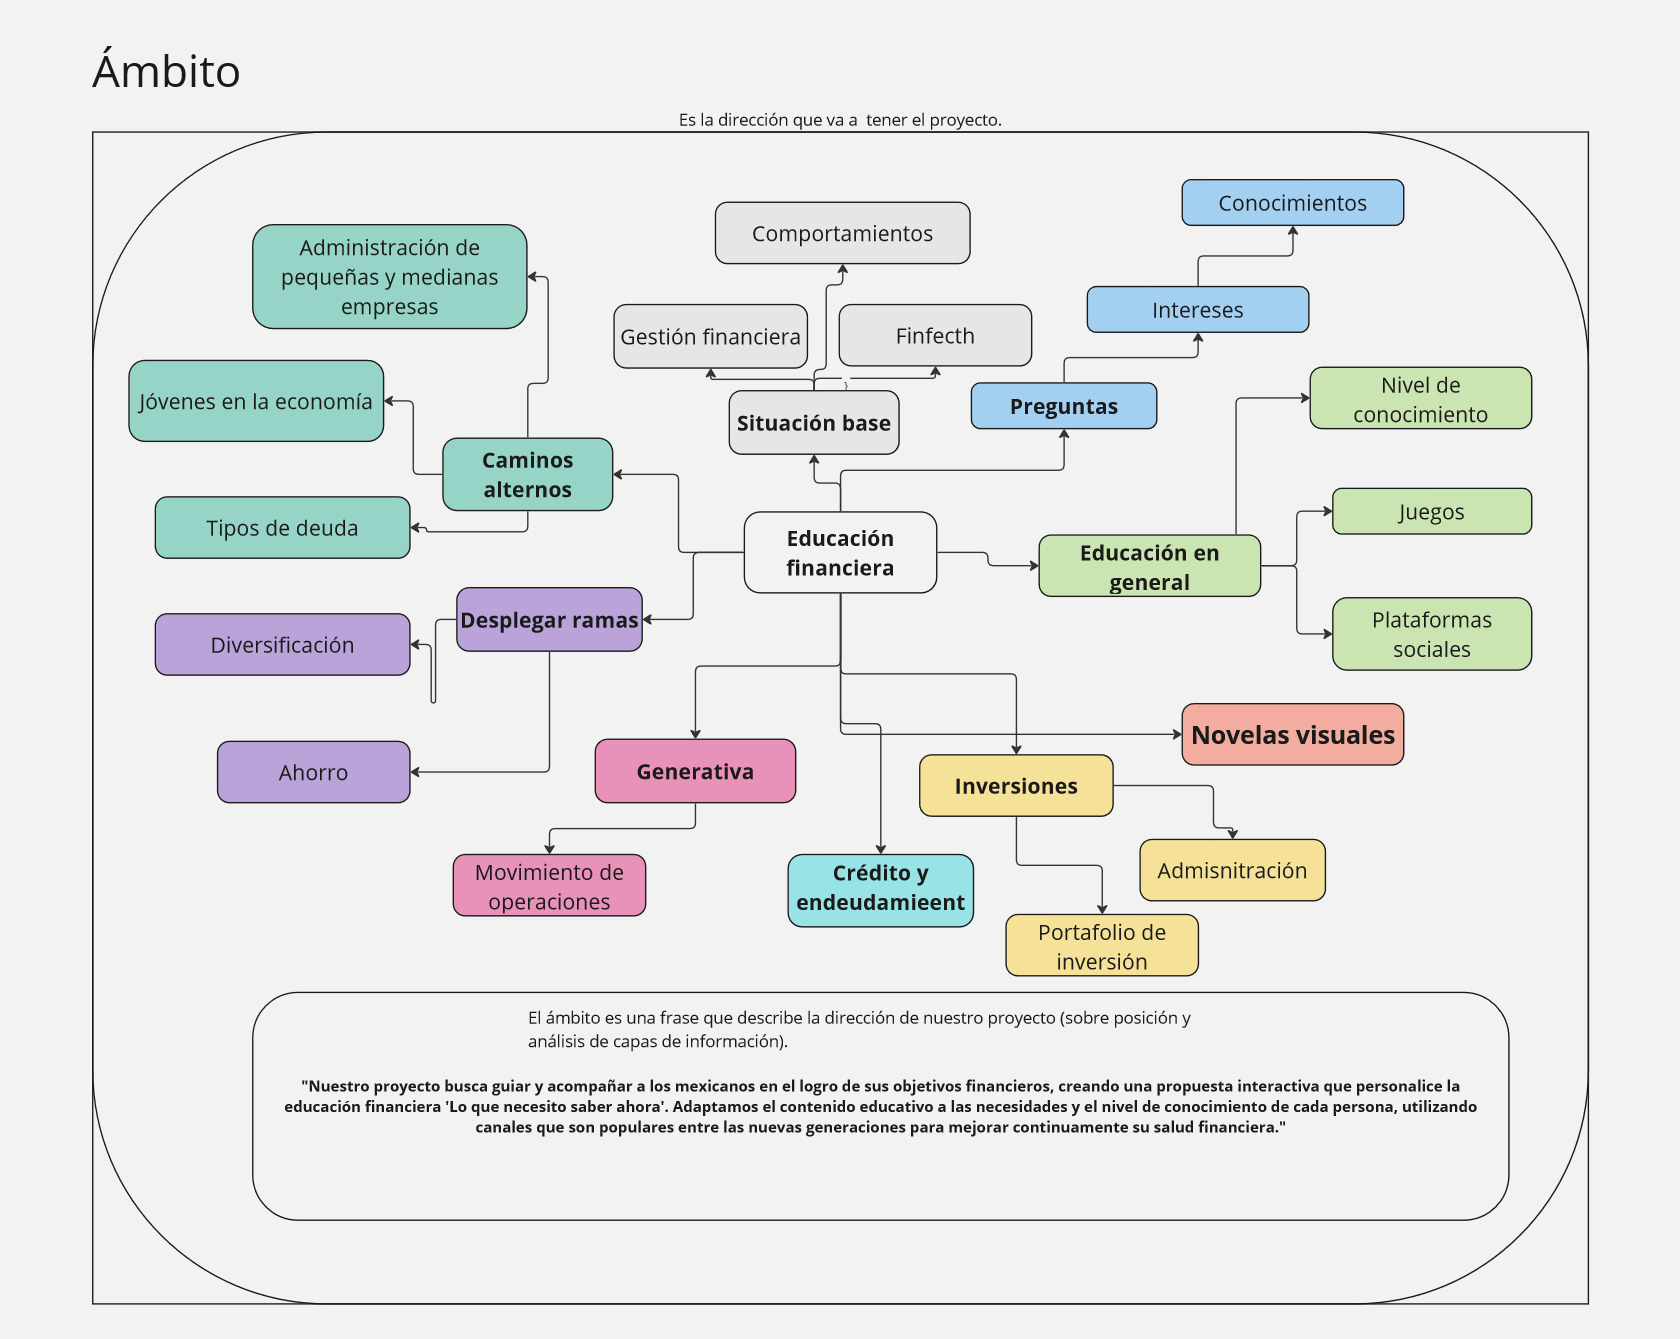 Ámbito
Es la dirección que va a  tener el proyecto.
Conocimientos
Comportamientos
Administración de
pequeñas y medianas
empresas
Intereses
Gestión financiera
Finfecth
}
Nivel de
conocimiento
Jóvenes en la economía
Preguntas
Situación base
Caminos
alternos
Juegos
Tipos de deuda
Educación
financiera
Educación en
general
Desplegar ramas
Plataformas
sociales
Diversificación
Novelas visuales
Ahorro
Generativa
Inversiones
Movimiento de
operaciones
Crédito y
endeudamieent
Admisnitración
Portafolio de
inversión
El ámbito es una frase que describe la dirección de nuestro proyecto (sobre posición y
análisis de capas de información).
"Nuestro proyecto busca guiar y acompañar a los mexicanos en el logro de sus objetivos financieros, creando una propuesta interactiva que personalice la
educación financiera 'Lo que necesito saber ahora'. Adaptamos el contenido educativo a las necesidades y el nivel de conocimiento de cada persona, utilizando
canales que son populares entre las nuevas generaciones para mejorar continuamente su salud financiera."